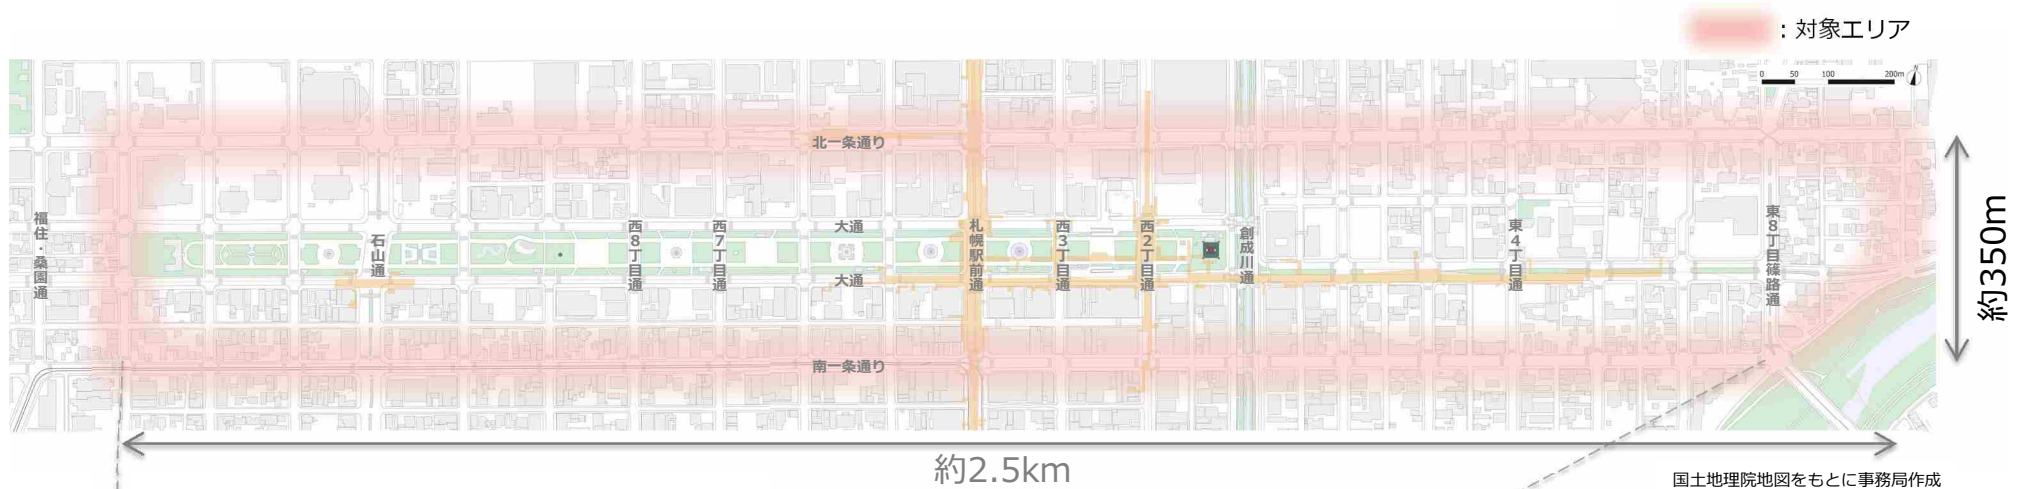 ：対象エリア
0 50 100 200m
北一条通り
福住・桑園通
石山通
西8丁目通
西7丁目通
大通
大通
札幌駅前通
西3丁目通
西2丁目通
創成川通
東4丁目通
東8丁目篠路通
南一条通り
約350m
約2.5km
国土地理院地図をもとに事務局作成